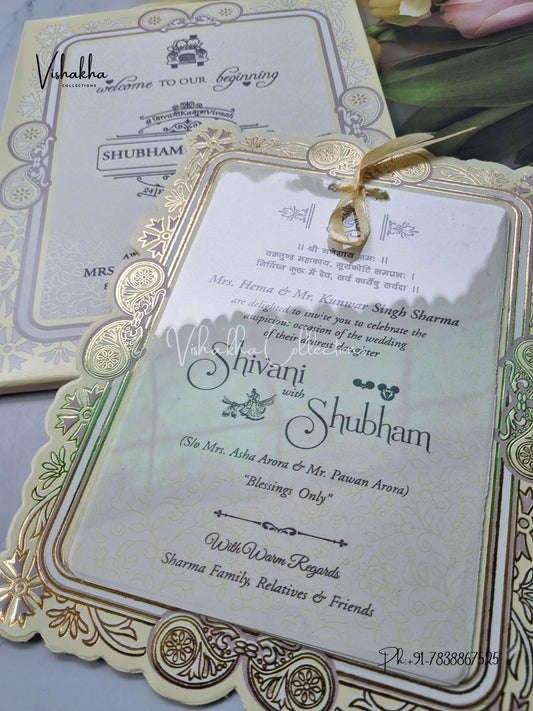 Vishakha
COLLECTIONS
welcome TO OUR beginning
SHUBHAM
24
MRS
&
|| श्री गणेशाय नमः ||
वक्रतुण्ड महाकाय, सुर्यकोटि समप्रभः ।
निर्विघ्न कुरू मे देव, सर्व कार्येषु सर्वदा ।।
Mrs. Hema & Mr. Kunwar Singh Sharma
are delighted to invite you to celebrate the
auspicious occasion of the wedding
of their dearest daughter
Vishakha Collections
Shivani
with
Shubham
(S/o Mrs. Asha Arora & Mr. Pawan Arora)
"Blessings Only"
With Warm Regards
Sharma Family, Relatives & Friends
Ph:+91-7838867525